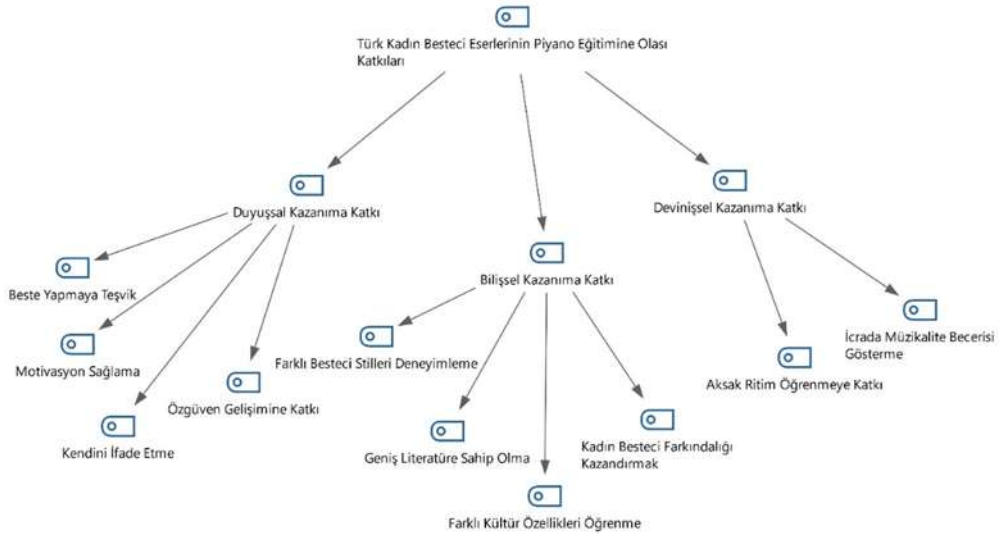 Türk Kadın Besteci Eserlerinin Piyano Eğitimine Olası
Katkıları
Duyuşsal Kazanıma Katkı
Devinişsel Kazanıma Katkı
Bilişsel Kazanıma Katkı
Beste Yapmaya Teşvik
Motivasyon Sağlama
Kendini İfade Etme
Özgüven Gelişimine Katkı
Farklı Besteci Stilleri Deneyimleme
Geniş Literatüre Sahip Olma
Farklı Kültür Özellikleri Öğrenme
Kadın Besteci Farkındalığı
Kazandırmak
Aksak Ritim Öğrenmeye Katkı
İcrada Müzikalite Becerisi
Gösterme